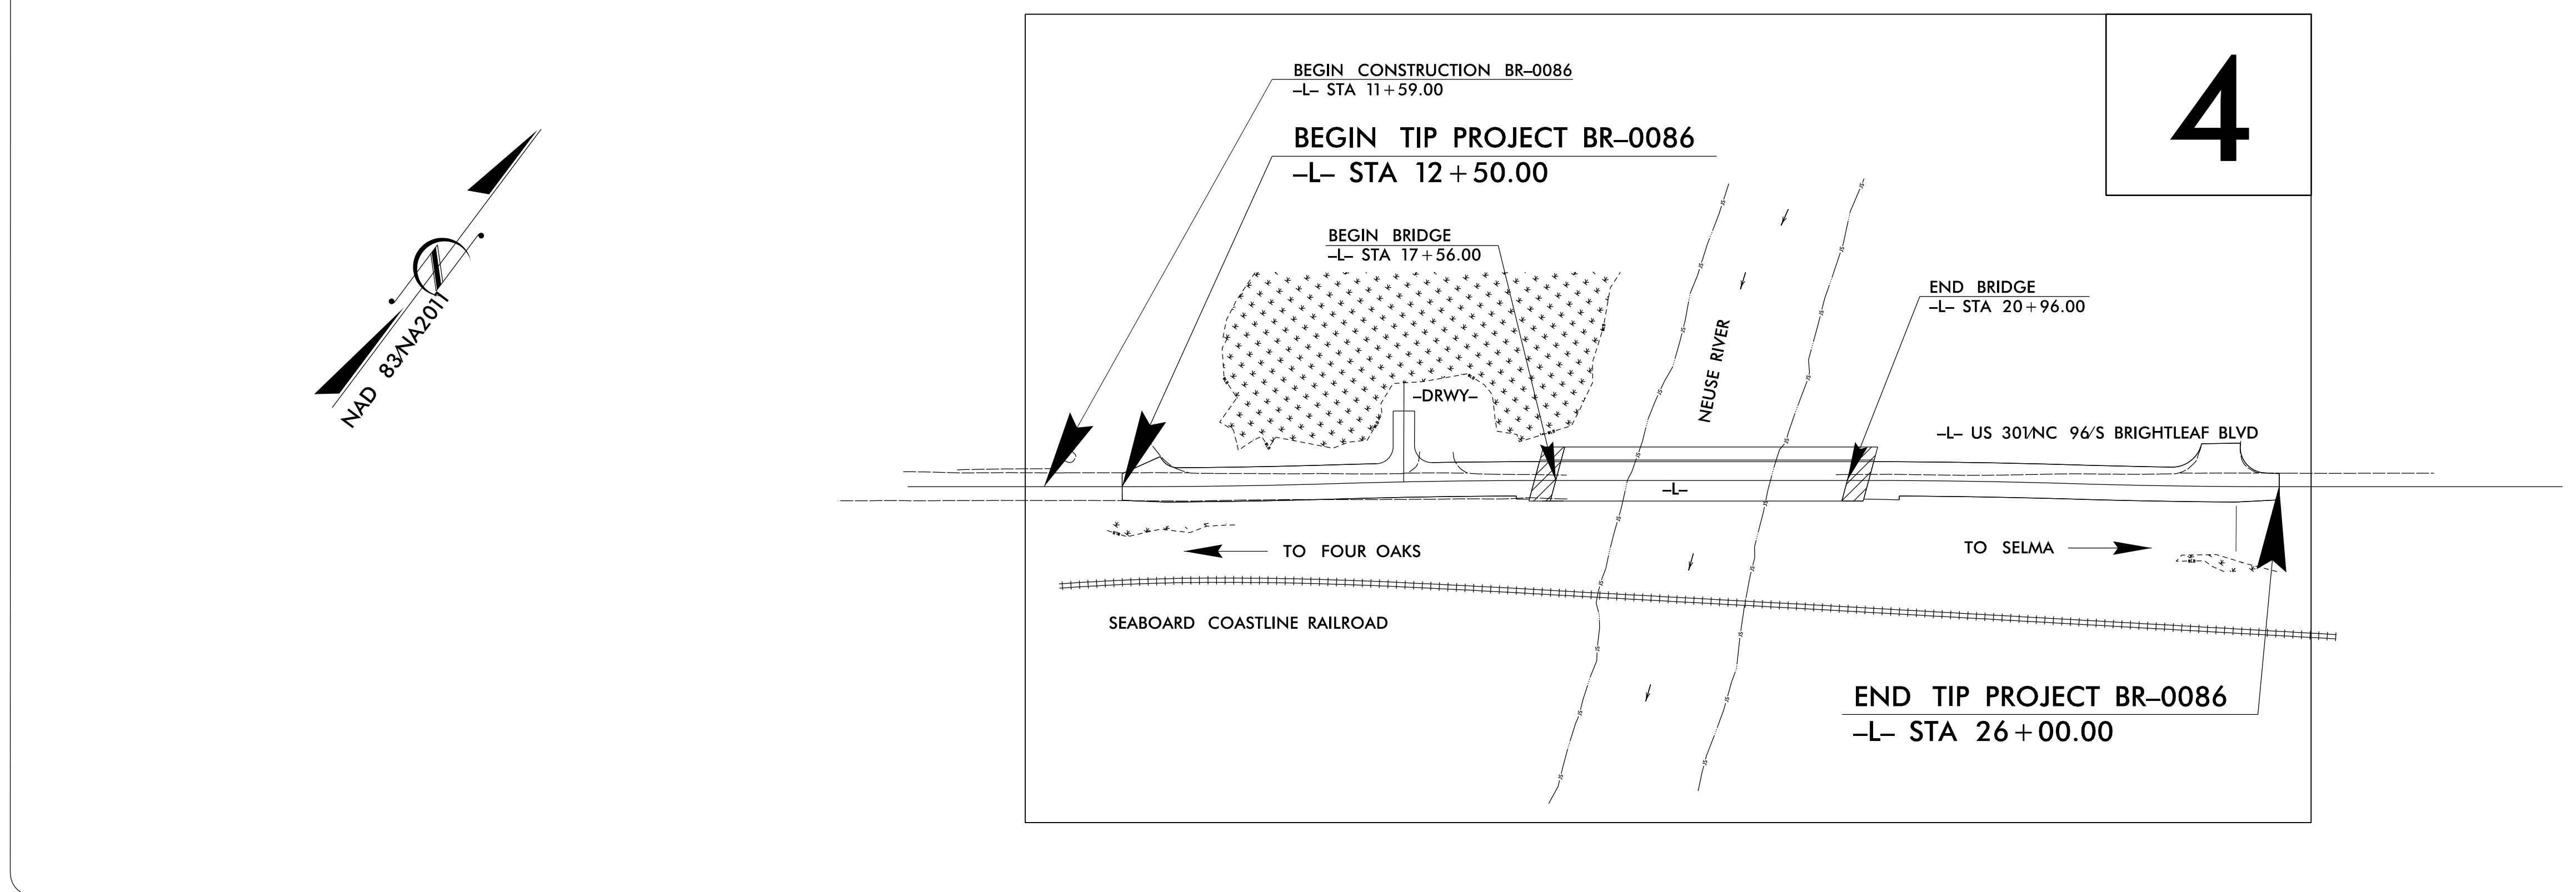 4
BEGIN CONSTRUCTION BR–0086
–L– STA 11+59.00
BEGIN TIP PROJECT BR–0086
–L– STA 12+50.00
BEGIN BRIDGE
–L– STA 17+56.00
END BRIDGE
–L– STA 20+96.00
NAD 83/NA2011
NEUSE RIVER
–DRWY–
–L– US 301/NC 96/S BRIGHTLEAF BLVD
–L–
TO FOUR OAKS
TO SELMA
SEABOARD COASTLINE RAILROAD
END TIP PROJECT BR–0086
–L– STA 26+00.00